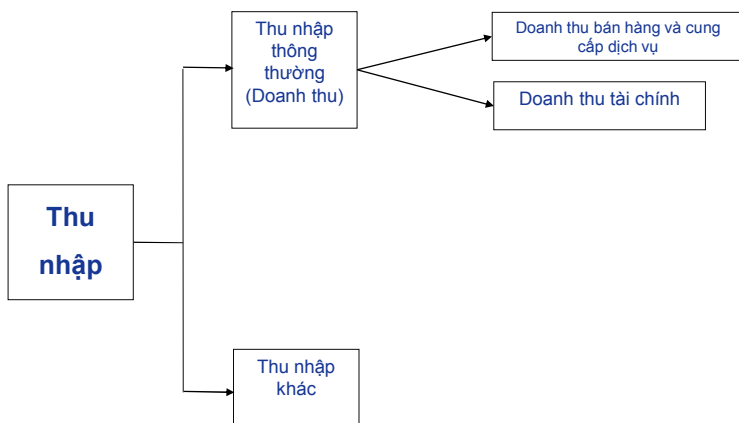 Thu nhập
thông
thường
(Doanh thu)
Doanh thu bán hàng và cung
cấp dịch vụ
Doanh thu tài chính
Thu
nhập
Thu nhập
khác